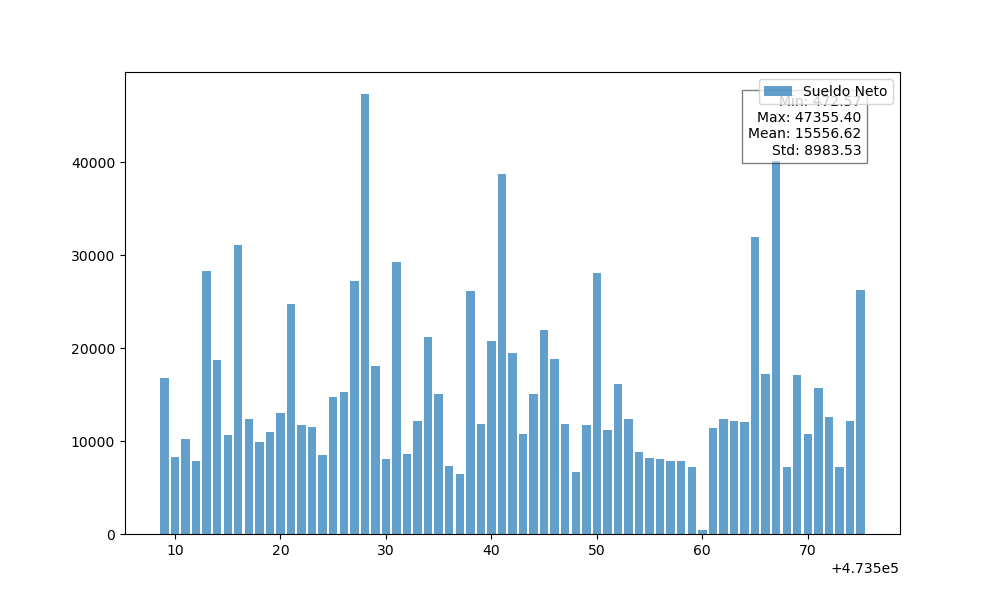 Sueldo Neto
Min: 472.57
Max: 47355.40
Mean: 15556.62
Std: 8983.53
40000
30000
20000
10000
0
10 20 30 40 50 60 70
+4.735e5